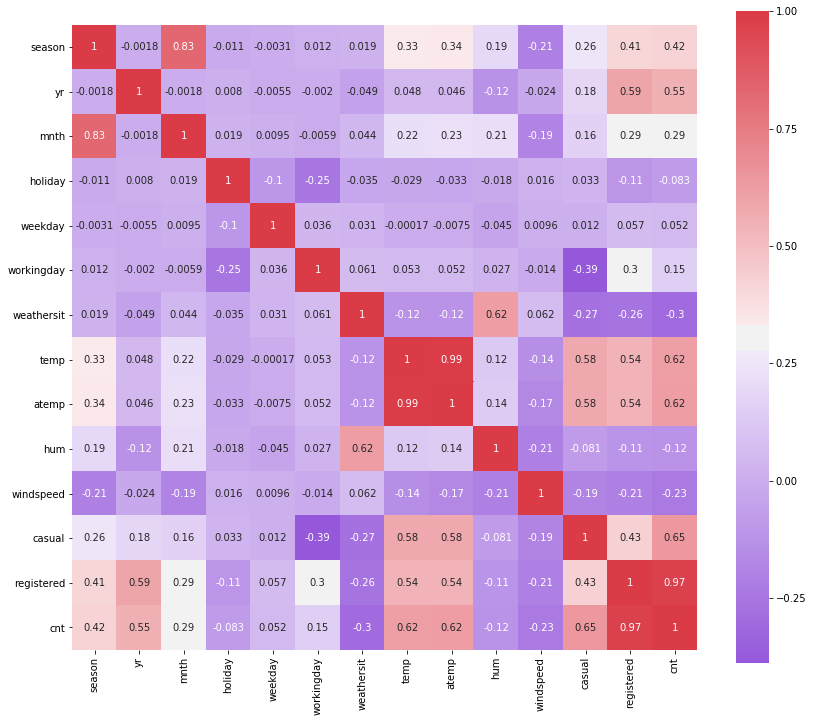 season 1 -0.0018 0.83 -0.011 -0.0031 0.012 0.019 0.33 0.34 0.19 -0.21 0.26 0.41 0.42
yr -0.0018 1 -0.0018 0.008 -0.0055 -0.002 -0.049 0.048 0.046 -0.12 -0.024 0.18 0.59 0.55
mnth 0.83 -0.0018 1 0.019 0.0095 -0.0059 0.044 0.22 0.23 0.21 -0.19 0.16 0.29 0.29
holiday -0.011 0.008 0.019 1 -0.1 -0.25 -0.035 -0.029 -0.033 -0.018 0.016 0.033 -0.11 -0.083
weekday -0.0031 -0.0055 0.0095 -0.1 1 0.036 0.031 -0.00017 -0.0075 -0.045 0.0096 0.012 0.057 0.052
workingday 0.012 -0.002 -0.0059 -0.25 0.036 1 0.061 0.053 0.052 0.027 -0.014 -0.39 0.3 0.15
weathersit 0.019 -0.049 0.044 -0.035 0.031 0.061 1 -0.12 -0.12 0.62 0.062 -0.27 -0.26 -0.3
temp 0.33 0.048 0.22 -0.029 -0.00017 0.053 -0.12 1 0.99 0.12 -0.14 0.58 0.54 0.62
atemp 0.34 0.046 0.23 -0.033 -0.0075 0.052 -0.12 0.99 1 0.14 -0.17 0.58 0.54 0.62
hum 0.19 -0.12 0.21 -0.018 -0.045 0.027 0.62 0.12 0.14 1 -0.21 -0.081 -0.11 -0.12
windspeed -0.21 -0.024 -0.19 0.016 0.0096 -0.014 0.062 -0.14 -0.17 -0.21 1 -0.19 -0.21 -0.23
casual 0.26 0.18 0.16 0.033 0.012 -0.39 -0.27 0.58 0.58 -0.081 -0.19 1 0.43 0.65
registered 0.41 0.59 0.29 -0.11 0.057 0.3 -0.26 0.54 0.54 -0.11 -0.21 0.43 1 0.97
cnt 0.42 0.55 0.29 -0.083 0.052 0.15 -0.3 0.62 0.62 -0.12 -0.23 0.65 0.97 1
season yr mnth holiday weekday workingday weathersit temp atemp hum windspeed casual registered cnt
1.00
0.75
0.50
0.25
0.00
−0.25